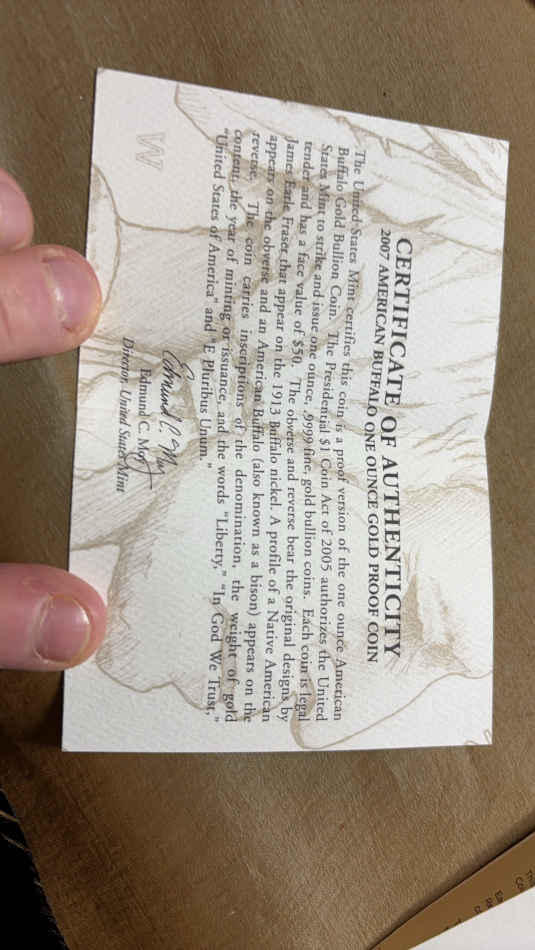 CERTIFICATE OF AUTHENTICITY
2007 AMERICAN BUFFALO ONE OUNCE GOLD PROOF COIN
The United States Mint certifies this coin is a proof version of the one ounce American
Buffalo Gold Bullion Coin. The Presidential $1 Coin Act of 2005 authorizes the United
States Mint to strike and issue one ounce, .9999 fine, gold bullion coins. Each coin is legal
tender and has a face value of $50. The obverse and reverse bear the original designs by
James Earle Fraser that appear on the 1913 Buffalo nickel. A profile of a Native American
appears on the obverse and an American Buffalo (also known as a bison) appears on the
reverse. The coin carries inscriptions of the denomination, the weight of gold
content, the year of minting or issuance, and the words "Liberty," "In God We Trust,"
"United States of America" and "E Pluribus Unum."
Edmund C. Moy
Edmund C. Moy
Director, United States Mint
W